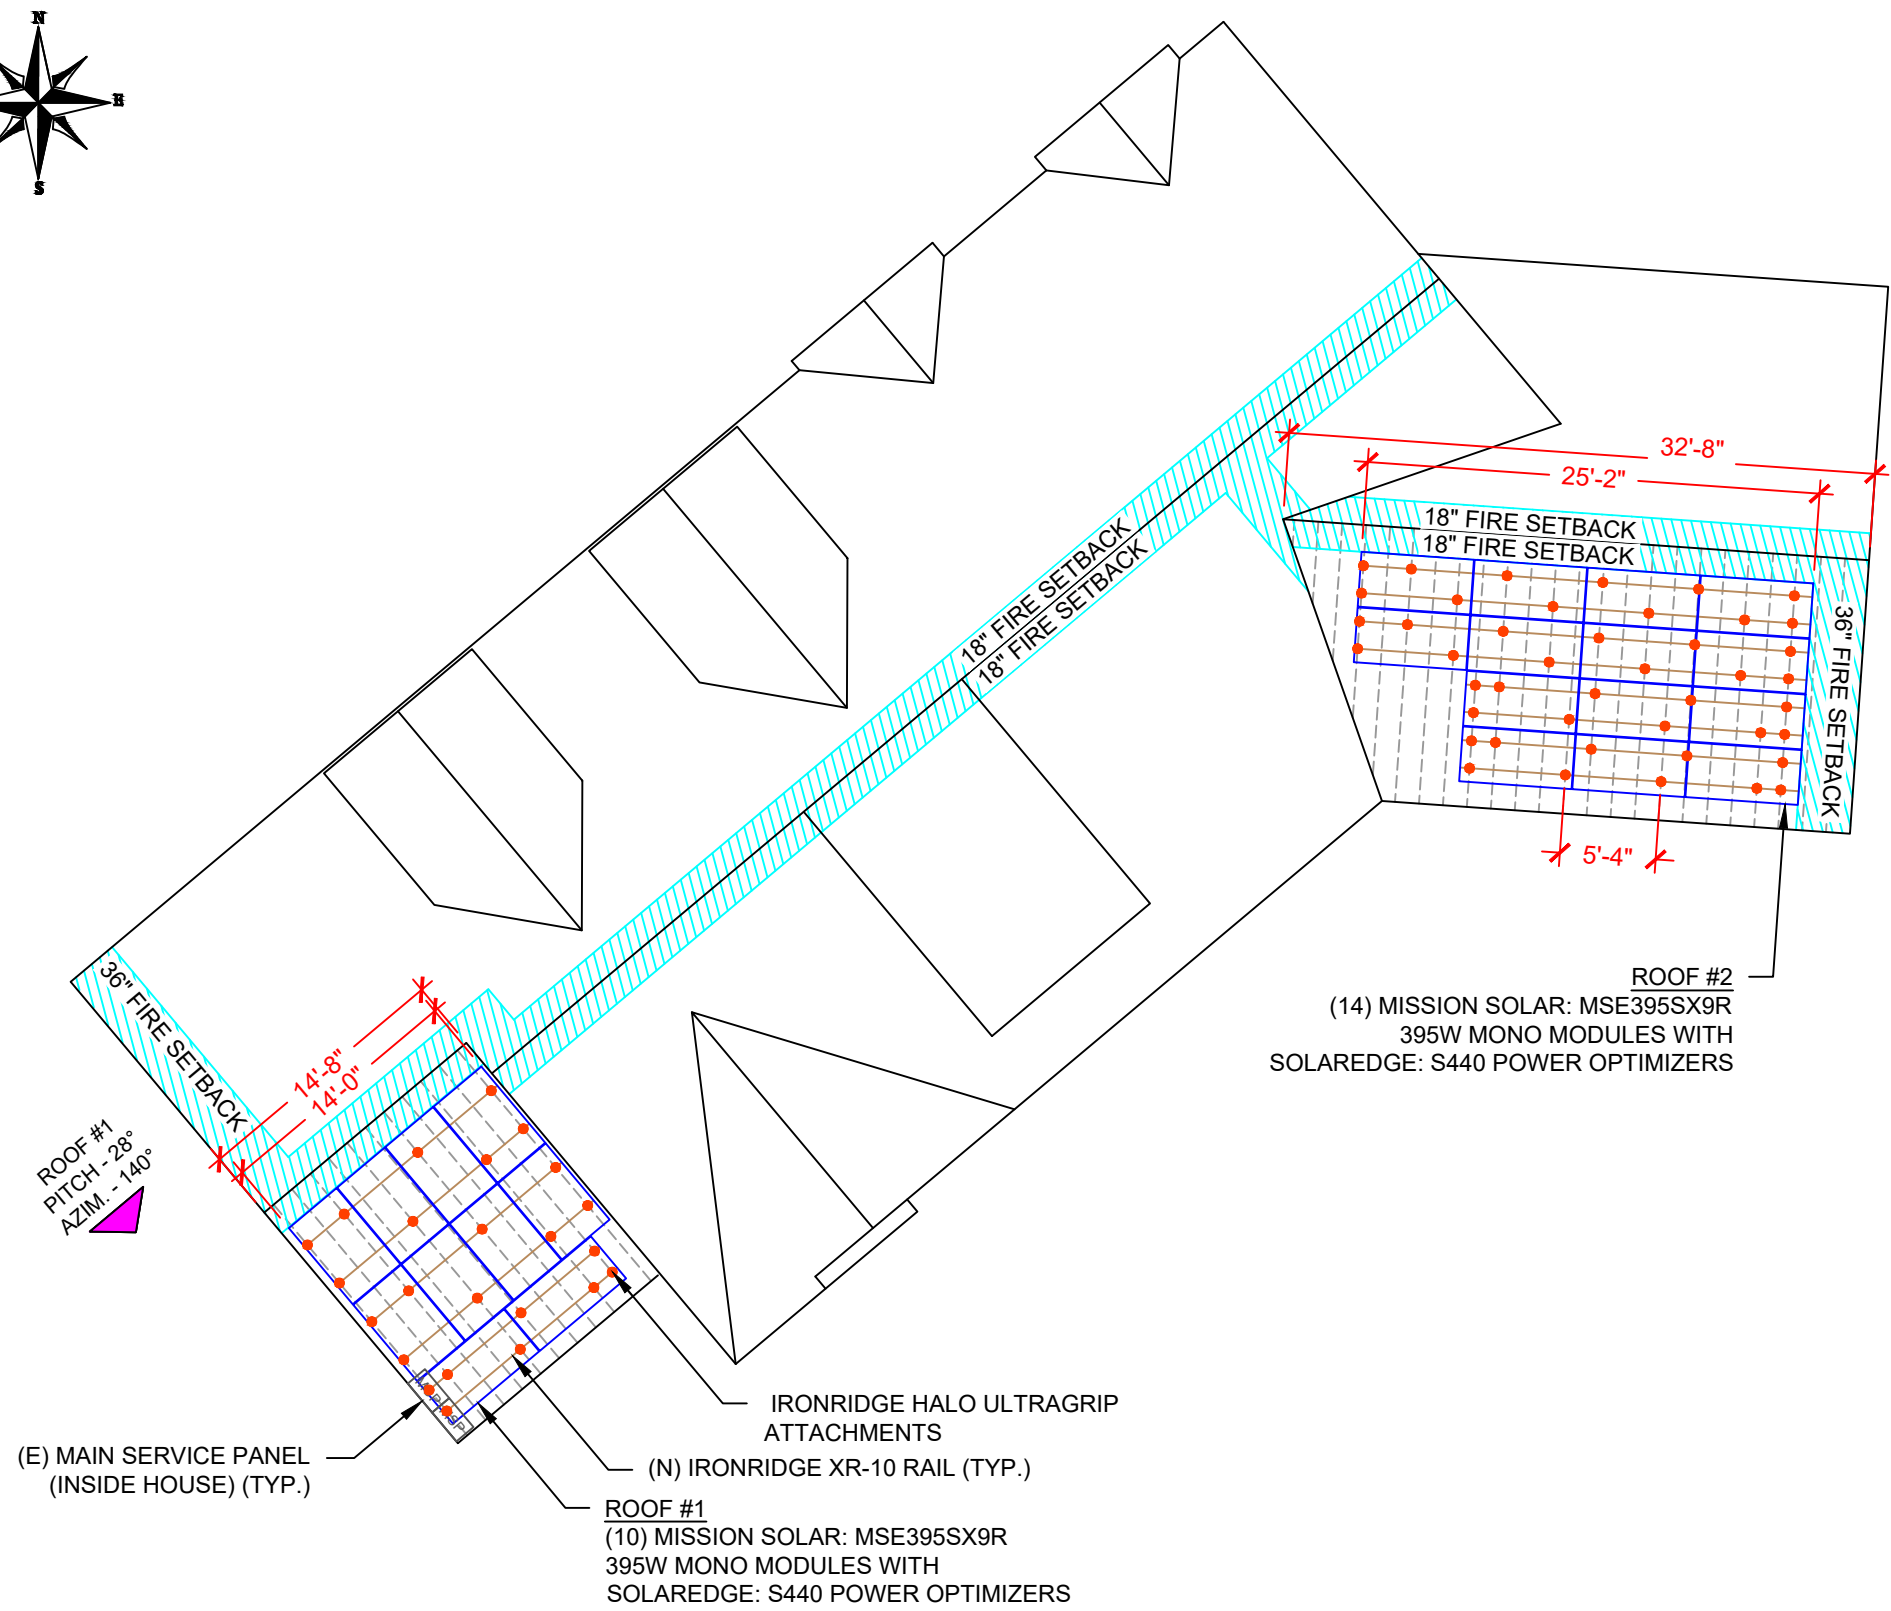 N
E
S
32'-8"
25'-2"
18" FIRE SETBACK
18" FIRE SETBACK
18" FIRE SETBACK
18" FIRE SETBACK
36" FIRE SETBACK
5'-4"
36" FIRE SETBACK
14'-8"
14'-0"
ROOF #1
PITCH - 28°
AZIM. - 140°
ROOF #2
(14) MISSION SOLAR: MSE395SX9R
395W MONO MODULES WITH
SOLAREDGE: S440 POWER OPTIMIZERS
IRONRIDGE HALO ULTRAGRIP
ATTACHMENTS
(E) MAIN SERVICE PANEL
(INSIDE HOUSE) (TYP.)
(N) IRONRIDGE XR-10 RAIL (TYP.)
ROOF #1
(10) MISSION SOLAR: MSE395SX9R
395W MONO MODULES WITH
SOLAREDGE: S440 POWER OPTIMIZERS